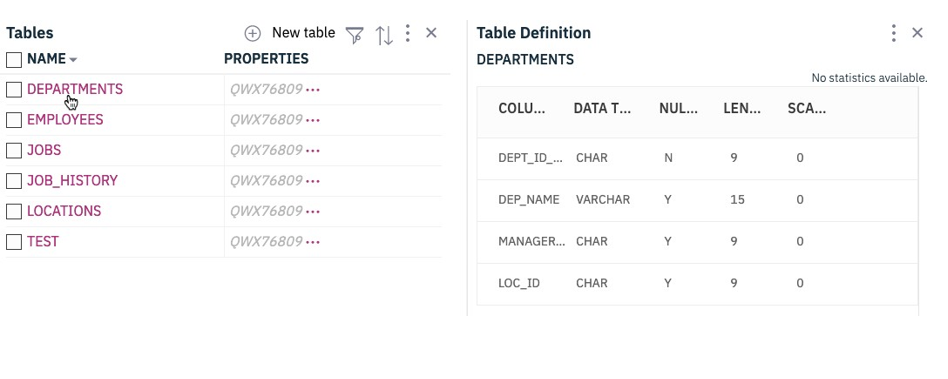 Tables
New table
NAME
PROPERTIES
DEPARTMENTS
QWX76809 •••
EMPLOYEES
QWX76809 •••
JOBS
QWX76809 •••
JOB_HISTORY
QWX76809 •••
LOCATIONS
QWX76809 •••
TEST
QWX76809 •••
Table Definition
DEPARTMENTS
No statistics available.
COLU... DATA T... NUL... LEN... SCA...
DEPT_ID_... CHAR N 9 0
DEP_NAME VARCHAR Y 15 0
MANAGER... CHAR Y 9 0
LOC_ID CHAR Y 9 0